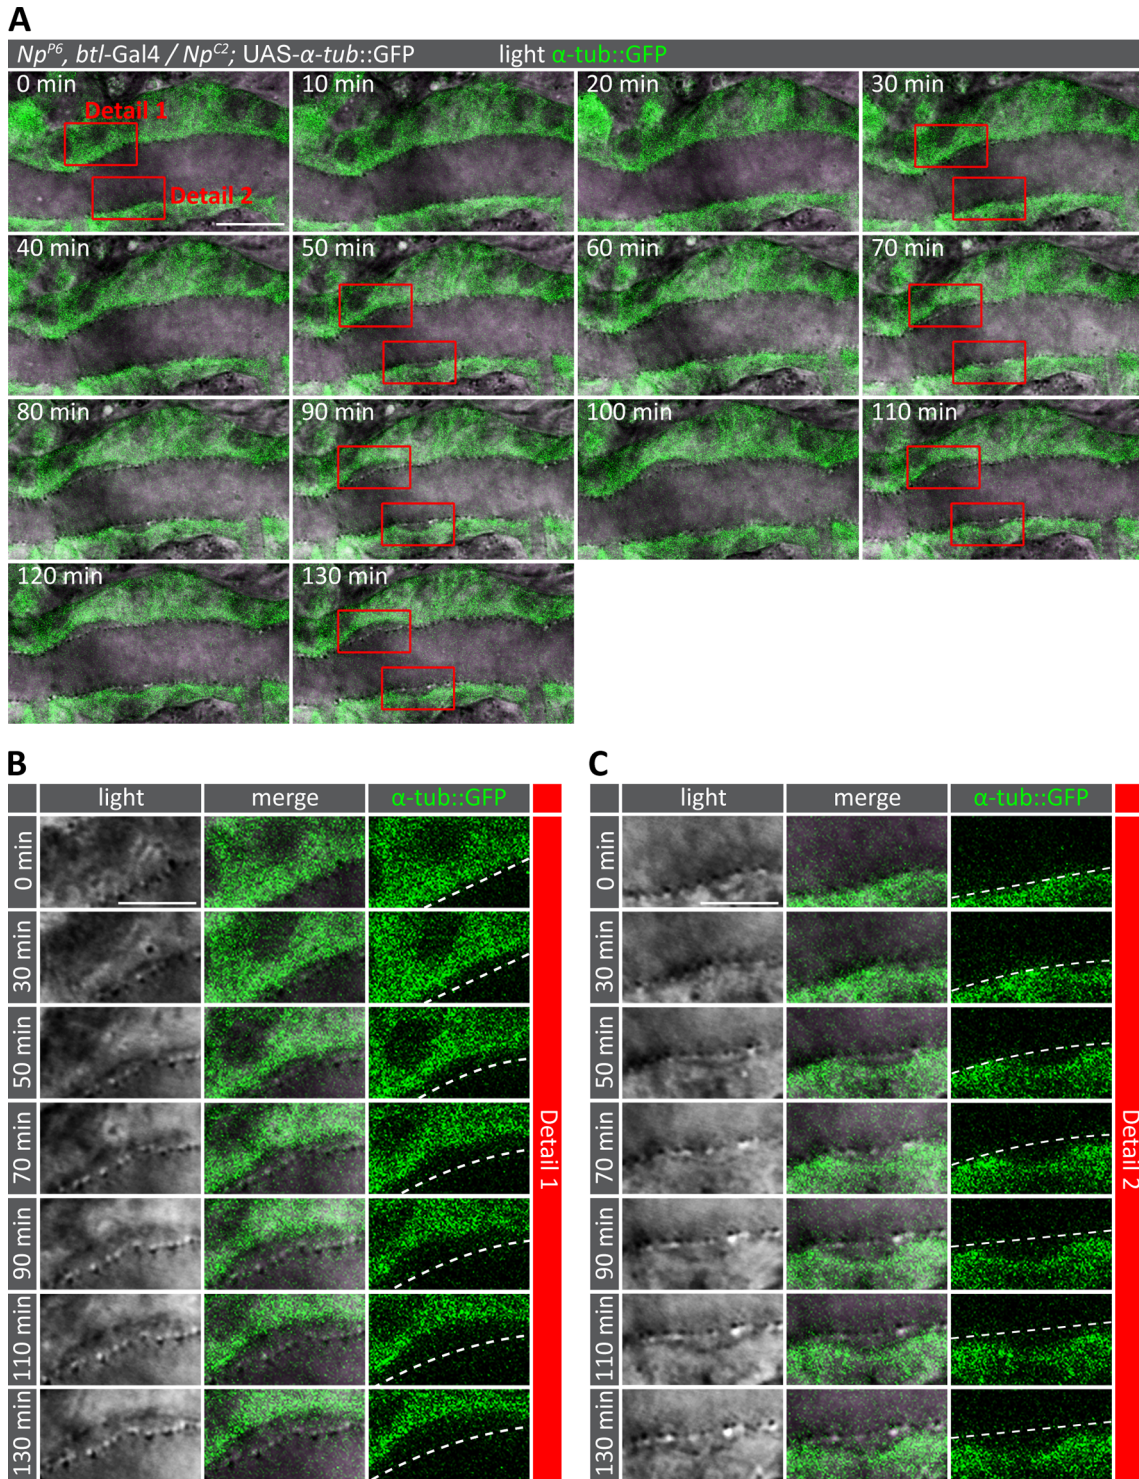 A
Np^P6, btl-Gal4 / Np^C2; UAS-α-tub::GFP light α-tub::GFP
0 min 10 min 20 min 30 min
Detail 1
Detail 2
40 min 50 min 60 min 70 min
80 min 90 min 100 min 110 min
120 min 130 min
B
light merge α-tub::GFP
0 min
30 min
50 min
70 min
90 min
110 min
130 min
Detail 1
C
light merge α-tub::GFP
0 min
30 min
50 min
70 min
90 min
110 min
130 min
Detail 2